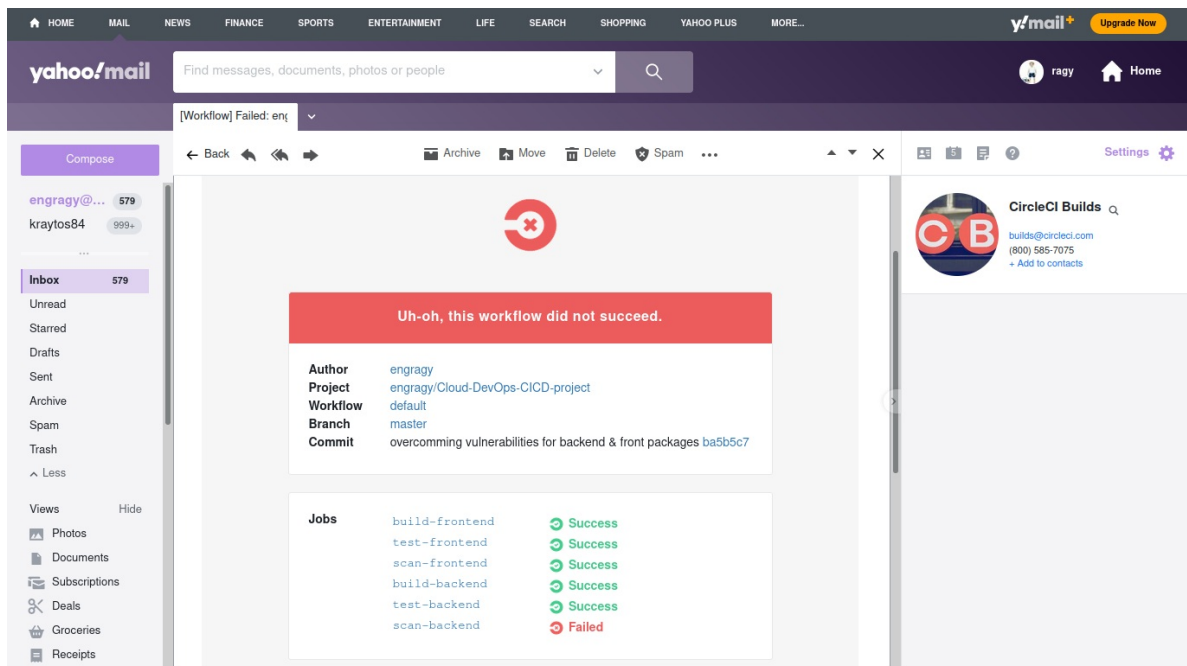 HOME MAIL NEWS FINANCE SPORTS ENTERTAINMENT LIFE SEARCH SHOPPING YAHOO PLUS MORE... y!mail+ Upgrade Now
yahoo!mail Find messages, documents, photos or people ragy Home
[Workflow] Failed: eng
Compose Back Archive Move Delete Spam ... 5 Settings
engragy@... 579
kraytos84 999+
...
Inbox 579
Unread
Starred
Drafts
Sent
Archive
Spam
Trash
Less
Views Hide
Photos
Documents
Subscriptions
Deals
Groceries
Receipts
Uh-oh, this workflow did not succeed.
Author engragy
Project engragy/Cloud-DevOps-CICD-project
Workflow default
Branch master
Commit overcomming vulnerabilities for backend & front packages ba5b5c7
Jobs build-frontend Success
test-frontend Success
scan-frontend Success
build-backend Success
test-backend Success
scan-backend Failed
C B
CircleCI Builds
builds@circleci.com
(800) 585-7075
+ Add to contacts